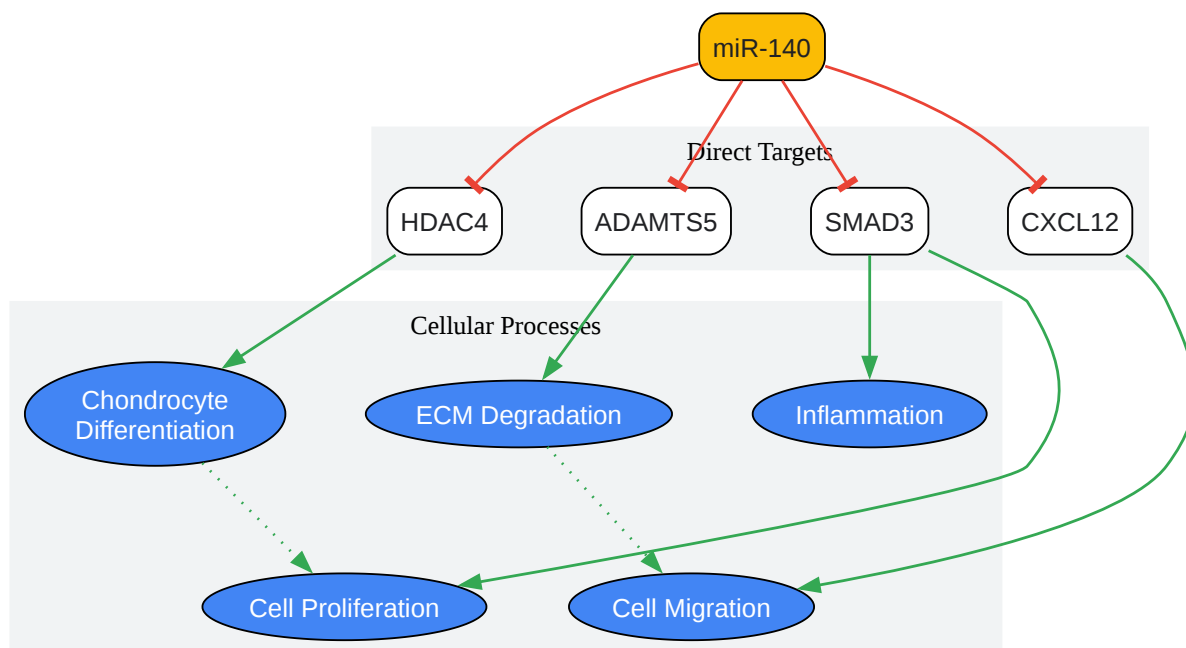 miR-140
Direct Targets
HDAC4
ADAMTS5
SMAD3
CXCL12
Cellular Processes
Chondrocyte
Differentiation
ECM Degradation
Inflammation
Cell Proliferation
Cell Migration